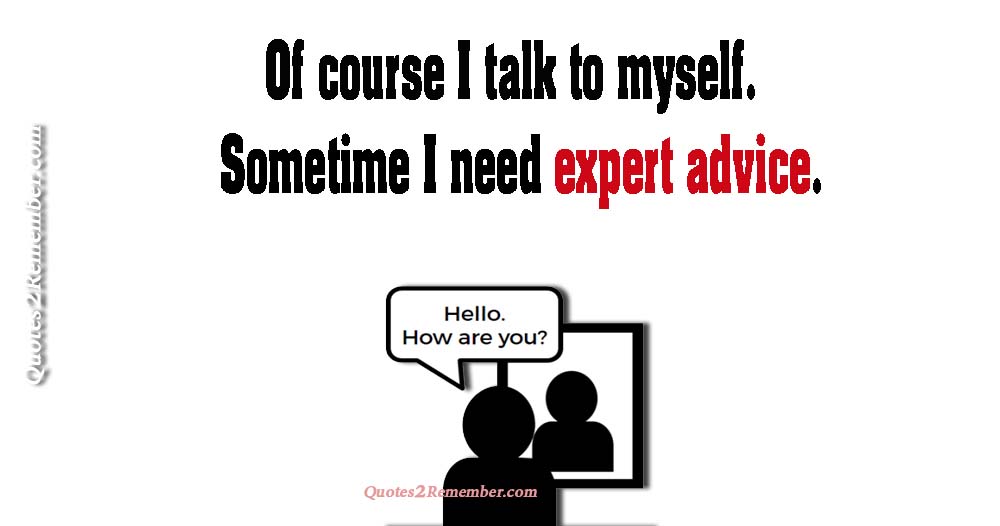 Of course I talk to myself.
Sometime I need expert advice.
Quotes2Remember.com
Hello.
How are you?
Quotes2Remember.com